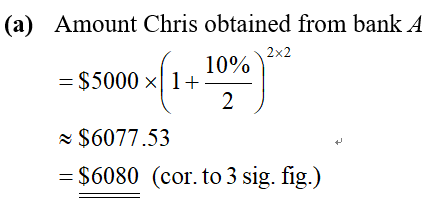 (a) Amount Chris obtained from bank A
= $5000 × (1 + 10%/2)^(2×2)
≈ $6077.53
= $6080 (cor. to 3 sig. fig.)